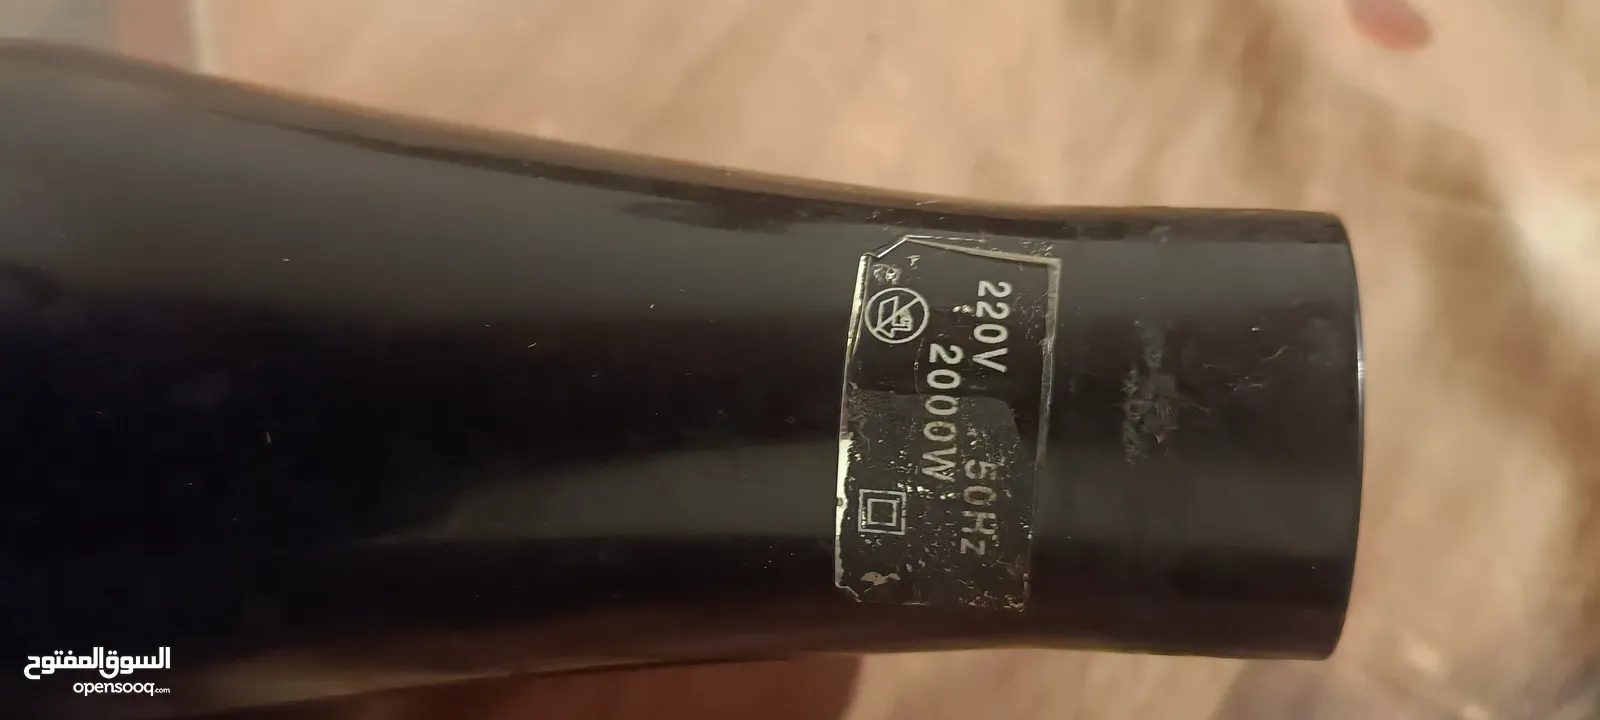 220V 50Hz
2000W
السوق المفتوح
opensooq.com